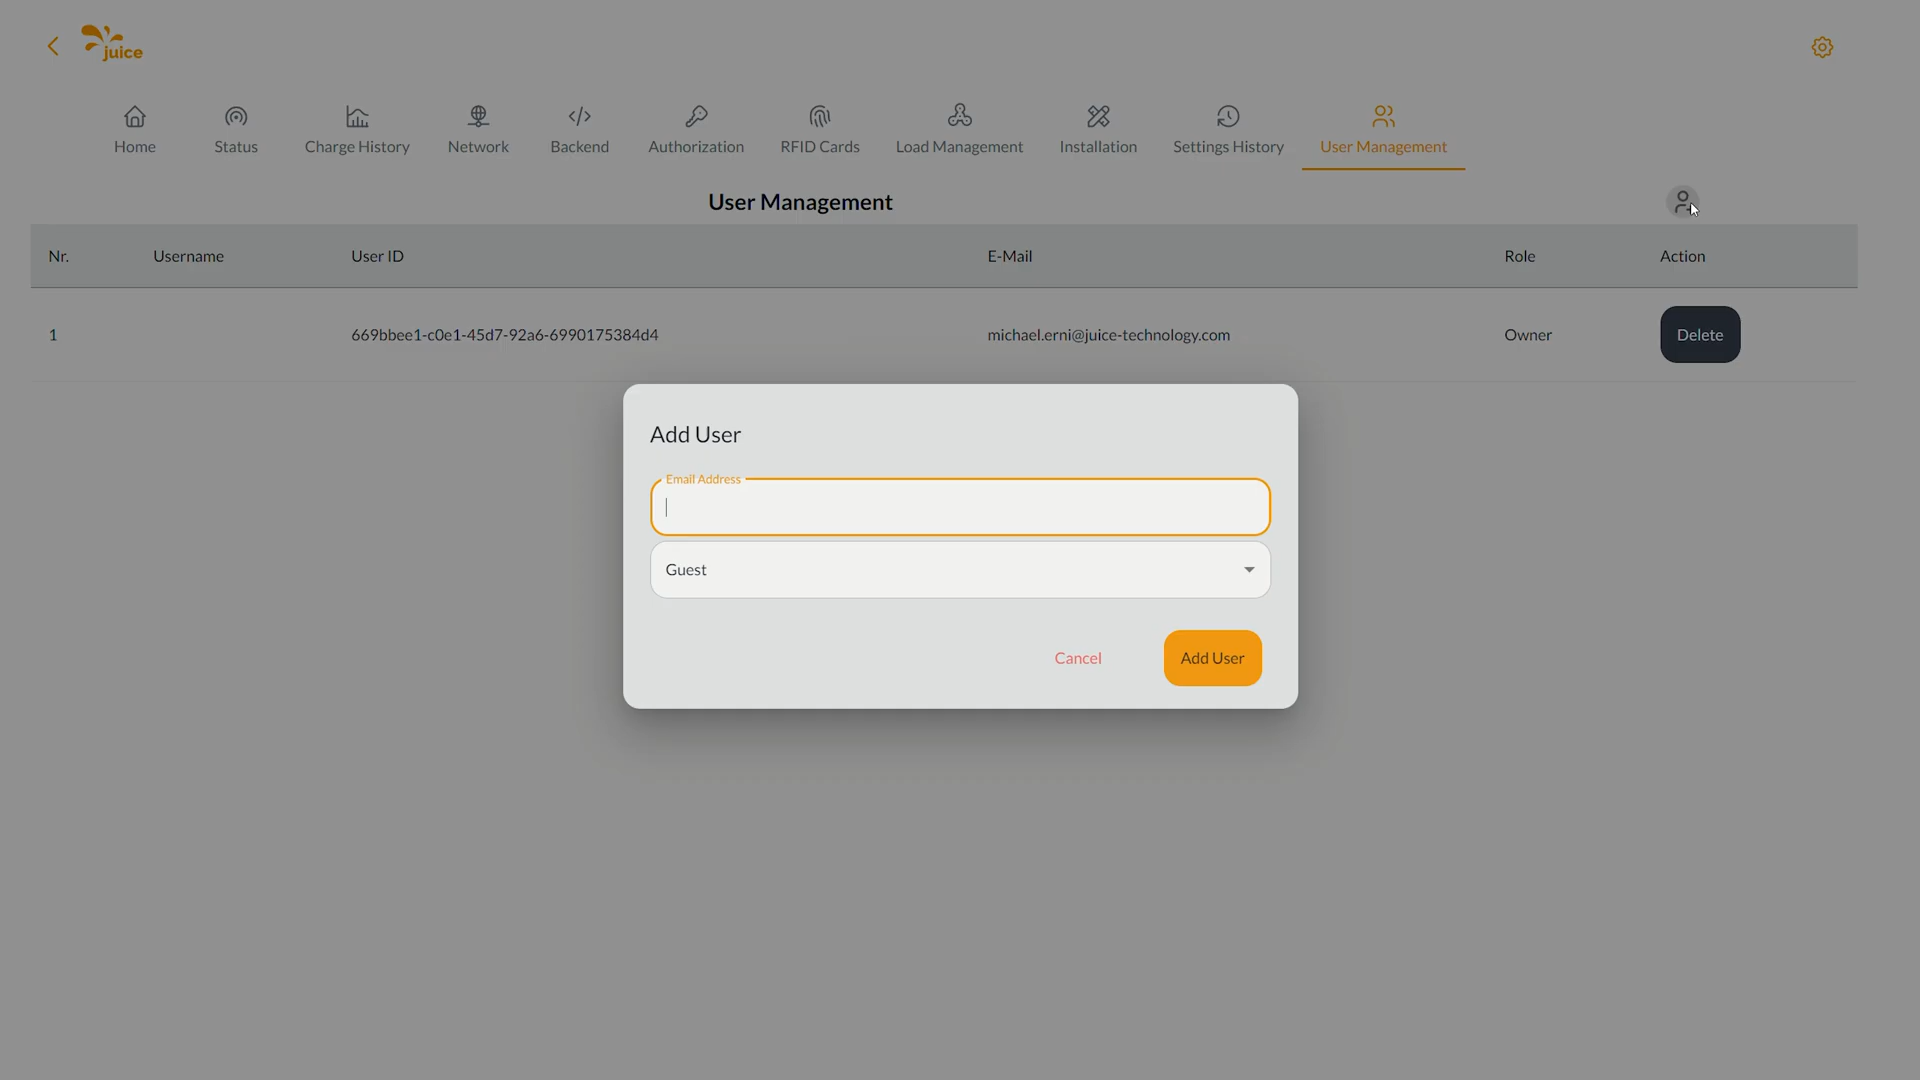 juice
Home Status Charge History Network Backend Authorization RFID Cards Load Management Installation Settings History User Management
User Management
Nr. Username User ID E-Mail Role Action
1 669bbee1-c0e1-45d7-92a6-6990175384d4 michael.erni@juice-technology.com Owner Delete
Add User
Email Address
Guest
Cancel Add User